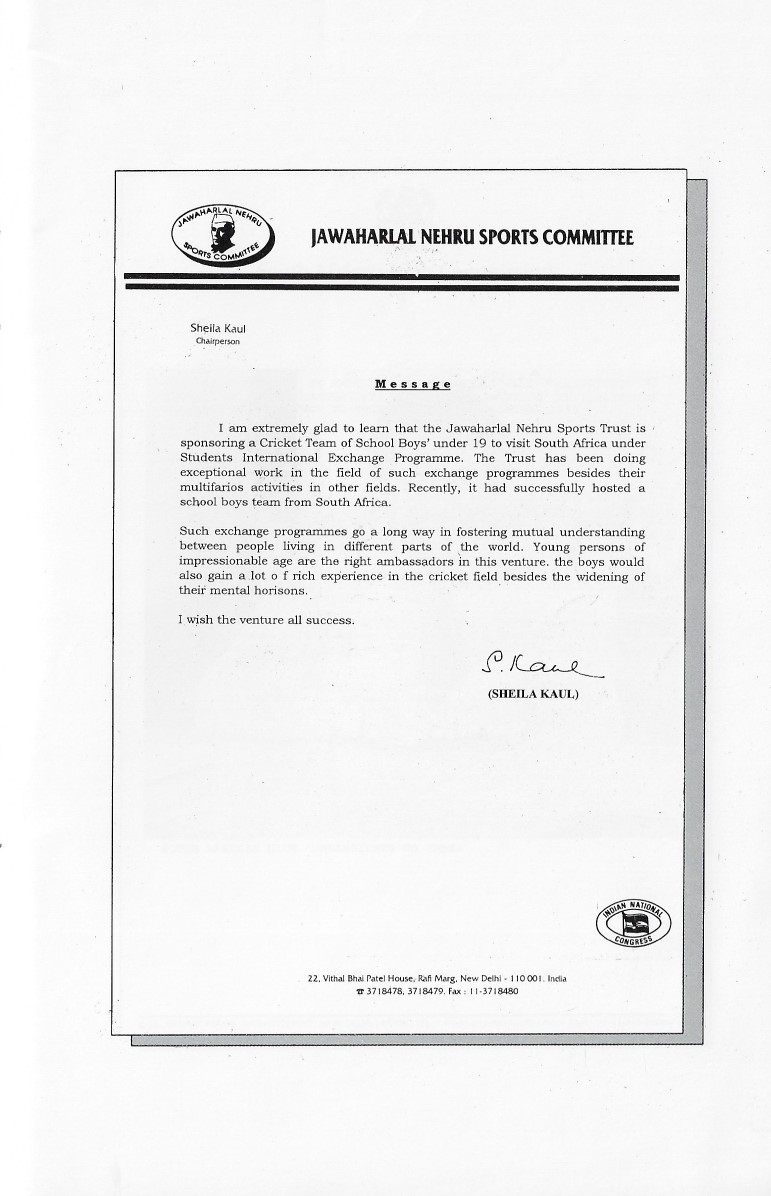 JAWAHARLAL NEHRU
SPORTS COMMITTEE
JAWAHARLAL NEHRU SPORTS COMMITTEE
Sheila Kaul
Chairperson
Message
I am extremely glad to learn that the Jawaharlal Nehru Sports Trust is
sponsoring a Cricket Team of School Boys' under 19 to visit South Africa under
Students International Exchange Programme. The Trust has been doing
exceptional work in the field of such exchange programmes besides their
multifarios activities in other fields. Recently, it had successfully hosted a
school boys team from South Africa.
Such exchange programmes go a long way in fostering mutual understanding
between people living in different parts of the world. Young persons of
impressionable age are the right ambassadors in this venture. the boys would
also gain a lot o f rich experience in the cricket field besides the widening of
their mental horisons.
I wish the venture all success.
S. Kaul
(SHEILA KAUL)
INDIAN NATIONAL
CONGRESS
22, Vithal Bhai Patel House, Rafi Marg, New Delhi - 110 001. India
☎ 3718478, 3718479. Fax : 11-3718480